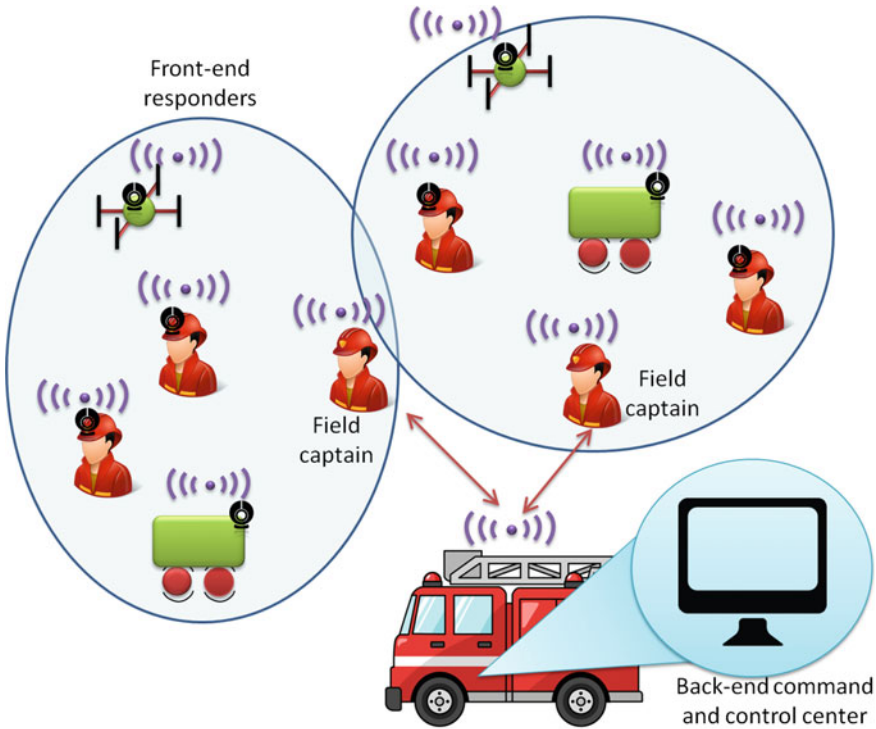 Front-end
responders
Field
captain
Field
captain
Back-end command
and control center